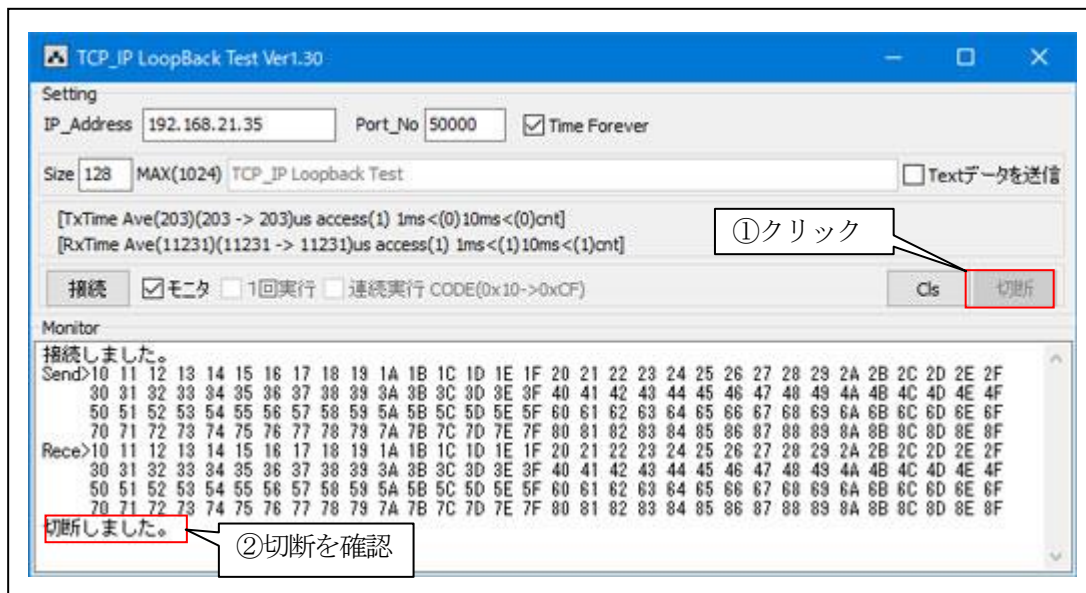 TCP_IP LoopBack Test Ver1.30
Setting
IP_Address 192.168.21.35 Port_No 50000 Time Forever
Size 128 MAX(1024) TCP_IP Loopback Test Textデータを送信
[TxTime Ave(203)(203 -> 203)us access(1) 1ms<(0)10ms<(0)cnt]
[RxTime Ave(11231)(11231 -> 11231)us access(1) 1ms<(1)10ms<(1)cnt]
①クリック
接続 モニタ 1回実行 連続実行 CODE(0x10->0xCF) Cls 切断
Monitor
接続しました。
Send>10 11 12 13 14 15 16 17 18 19 1A 1B 1C 1D 1E 1F 20 21 22 23 24 25 26 27 28 29 2A 2B 2C 2D 2E 2F
30 31 32 33 34 35 36 37 38 39 3A 3B 3C 3D 3E 3F 40 41 42 43 44 45 46 47 48 49 4A 4B 4C 4D 4E 4F
50 51 52 53 54 55 56 57 58 59 5A 5B 5C 5D 5E 5F 60 61 62 63 64 65 66 67 68 69 6A 6B 6C 6D 6E 6F
70 71 72 73 74 75 76 77 78 79 7A 7B 7C 7D 7E 7F 80 81 82 83 84 85 86 87 88 89 8A 8B 8C 8D 8E 8F
Rece>10 11 12 13 14 15 16 17 18 19 1A 1B 1C 1D 1E 1F 20 21 22 23 24 25 26 27 28 29 2A 2B 2C 2D 2E 2F
30 31 32 33 34 35 36 37 38 39 3A 3B 3C 3D 3E 3F 40 41 42 43 44 45 46 47 48 49 4A 4B 4C 4D 4E 4F
50 51 52 53 54 55 56 57 58 59 5A 5B 5C 5D 5E 5F 60 61 62 63 64 65 66 67 68 69 6A 6B 6C 6D 6E 6F
70 71 72 73 74 75 76 77 78 79 7A 7B 7C 7D 7E 7F 80 81 82 83 84 85 86 87 88 89 8A 8B 8C 8D 8E 8F
切断しました。
②切断を確認